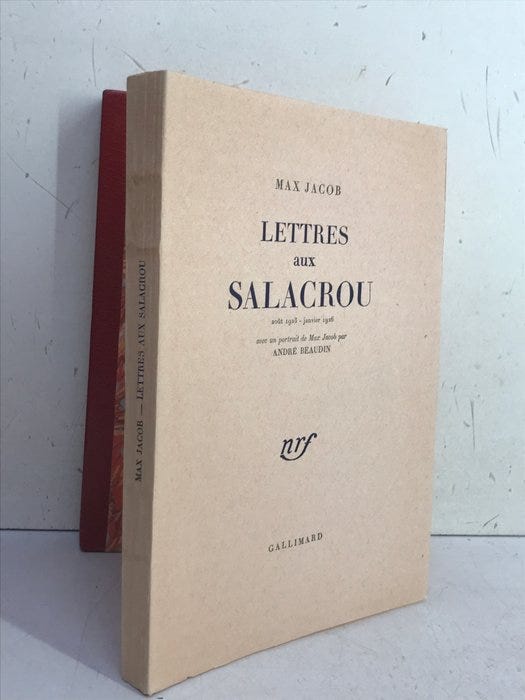 MAX JACOB
LETTRES
aux
SALACROU
août 1923 - janvier 1926
avec un portrait de Max Jacob par
ANDRÉ BEAUDIN
nrf
GALLIMARD
MAX JACOB — LETTRES AUX SALACROU